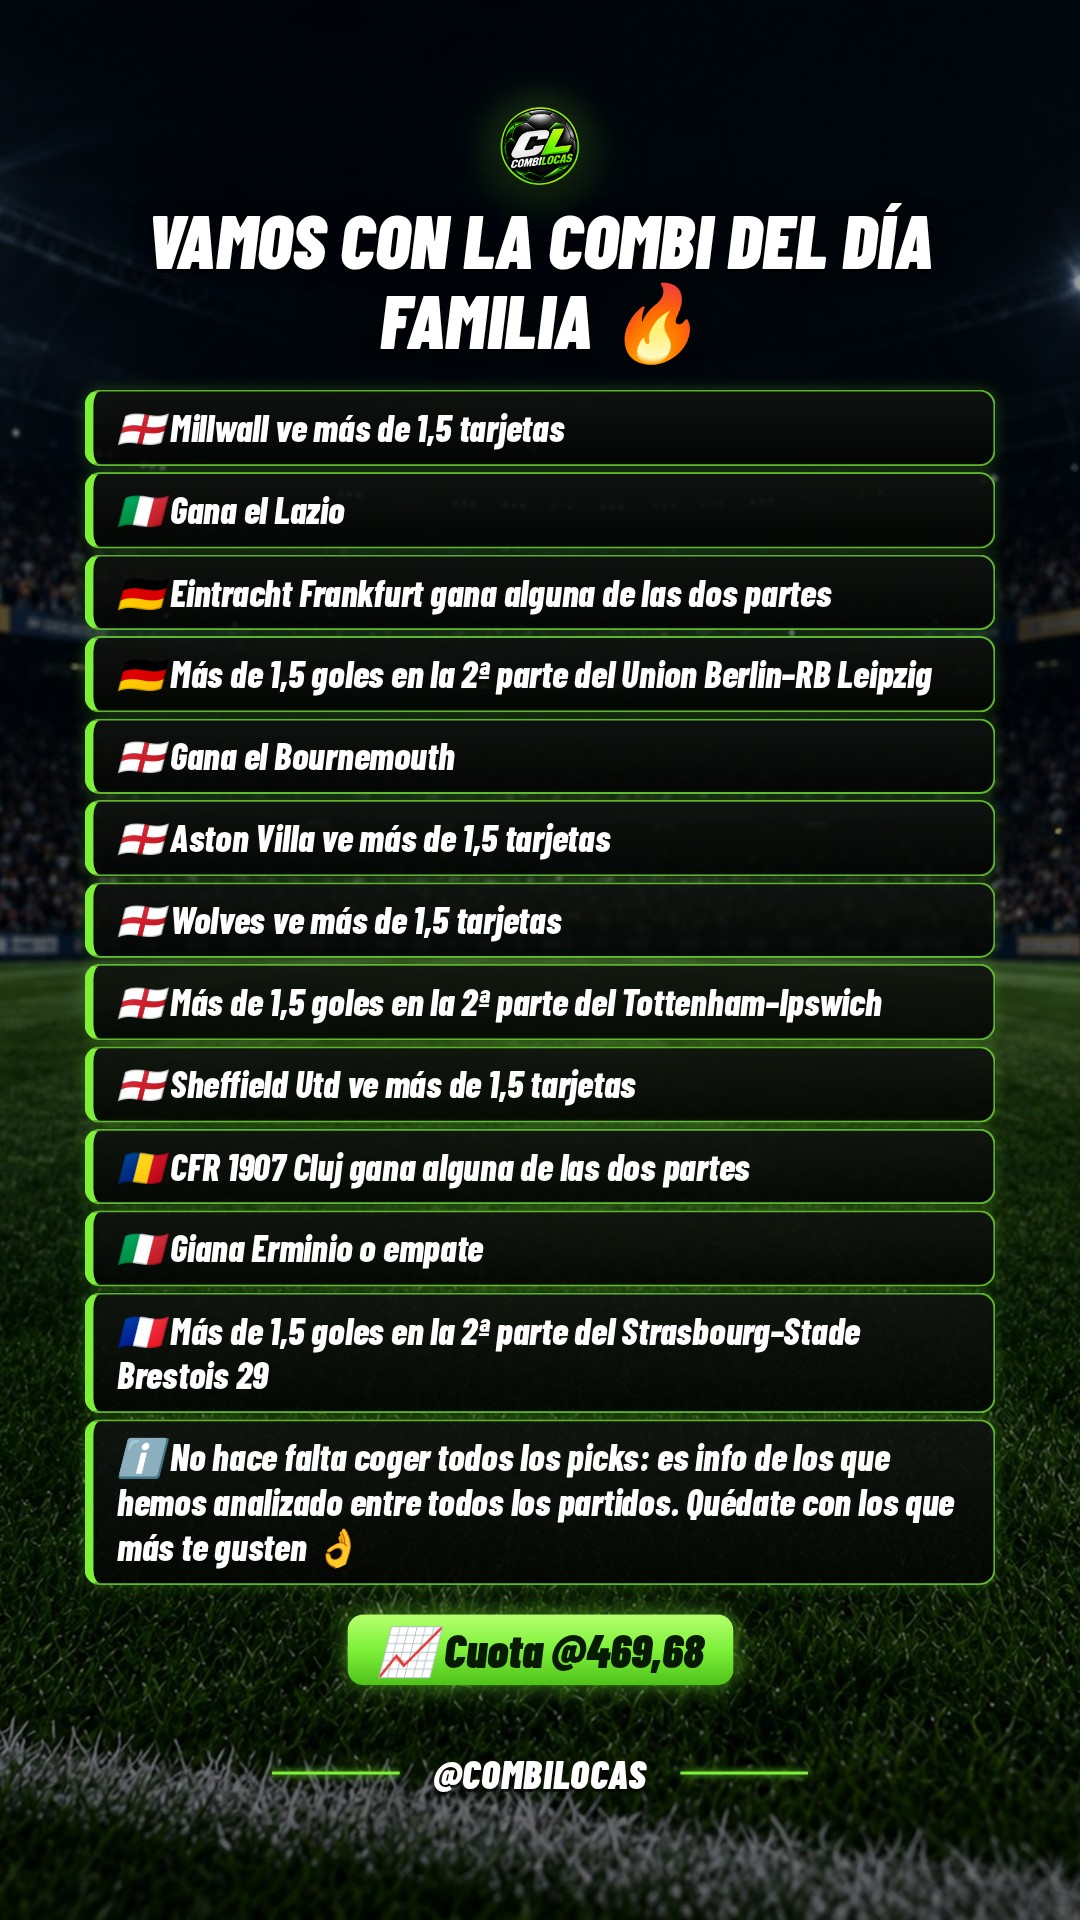 CL
COMBILOCAS
VAMOS CON LA COMBI DEL DÍA
FAMILIA 🔥
🏴󠁧󠁢󠁥󠁮󠁧󠁿Millwall ve más de 1,5 tarjetas
🇮🇹Gana el Lazio
🇩🇪Eintracht Frankfurt gana alguna de las dos partes
🇩🇪Más de 1,5 goles en la 2ª parte del Union Berlin-RB Leipzig
🏴󠁧󠁢󠁥󠁮󠁧󠁿Gana el Bournemouth
🏴󠁧󠁢󠁥󠁮󠁧󠁿Aston Villa ve más de 1,5 tarjetas
🏴󠁧󠁢󠁥󠁮󠁧󠁿Wolves ve más de 1,5 tarjetas
🏴󠁧󠁢󠁥󠁮󠁧󠁿Más de 1,5 goles en la 2ª parte del Tottenham-Ipswich
🏴󠁧󠁢󠁥󠁮󠁧󠁿Sheffield Utd ve más de 1,5 tarjetas
🇷🇴CFR 1907 Cluj gana alguna de las dos partes
🇮🇹Giana Erminio o empate
🇫🇷Más de 1,5 goles en la 2ª parte del Strasbourg-Stade
Brestois 29
ℹ️No hace falta coger todos los picks: es info de los que
hemos analizado entre todos los partidos. Quédate con los que
más te gusten 👌
📈Cuota @469,68
@COMBILOCAS